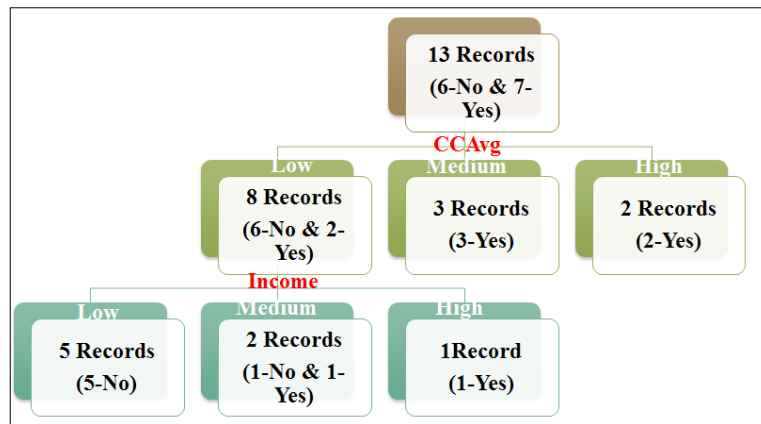 13 Records
(6-No & 7-
Yes)
CCAvg
Low
Medium
High
8 Records
(6-No & 2-
Yes)
3 Records
(3-Yes)
2 Records
(2-Yes)
Income
Low
Medium
High
5 Records
(5-No)
2 Records
(1-No & 1-
Yes)
1Record
(1-Yes)